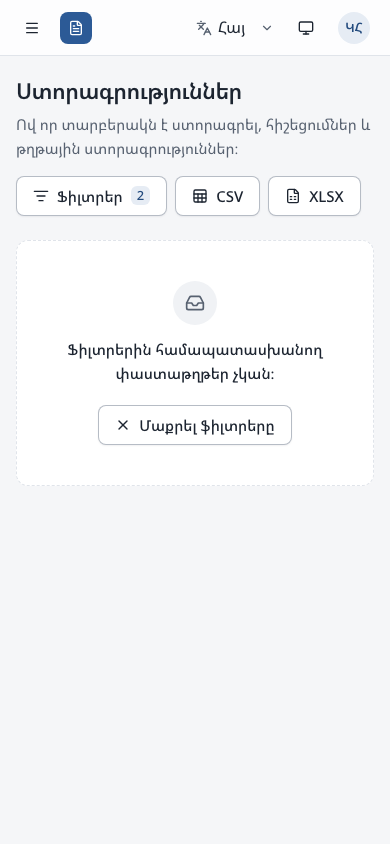 Հայ
ԿՀ
Ստորագրություններ
Ով որ տարբերակն է ստորագրել, հիշեցումներ և
թղթային ստորագրություններ։
Ֆիլտրեր 2
CSV
XLSX
Ֆիլտրերին համապատասխանող
փաստաթղթեր չկան։
Մաքրել ֆիլտրերը